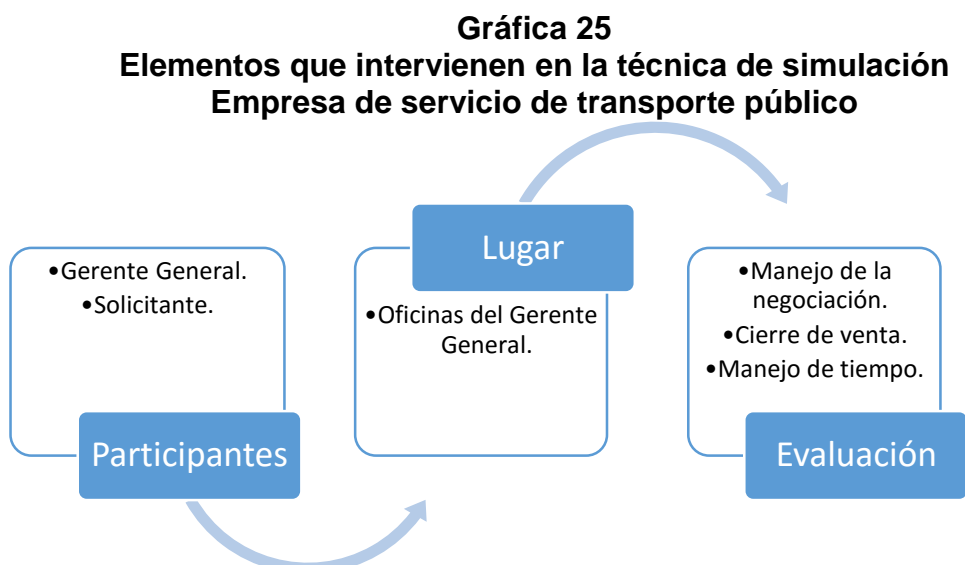 Gráfica 25
Elementos que intervienen en la técnica de simulación
Empresa de servicio de transporte público
•Gerente General.
•Solicitante.
Participantes
Lugar
•Oficinas del Gerente
General.
•Manejo de la
negociación.
•Cierre de venta.
•Manejo de tiempo.
Evaluación